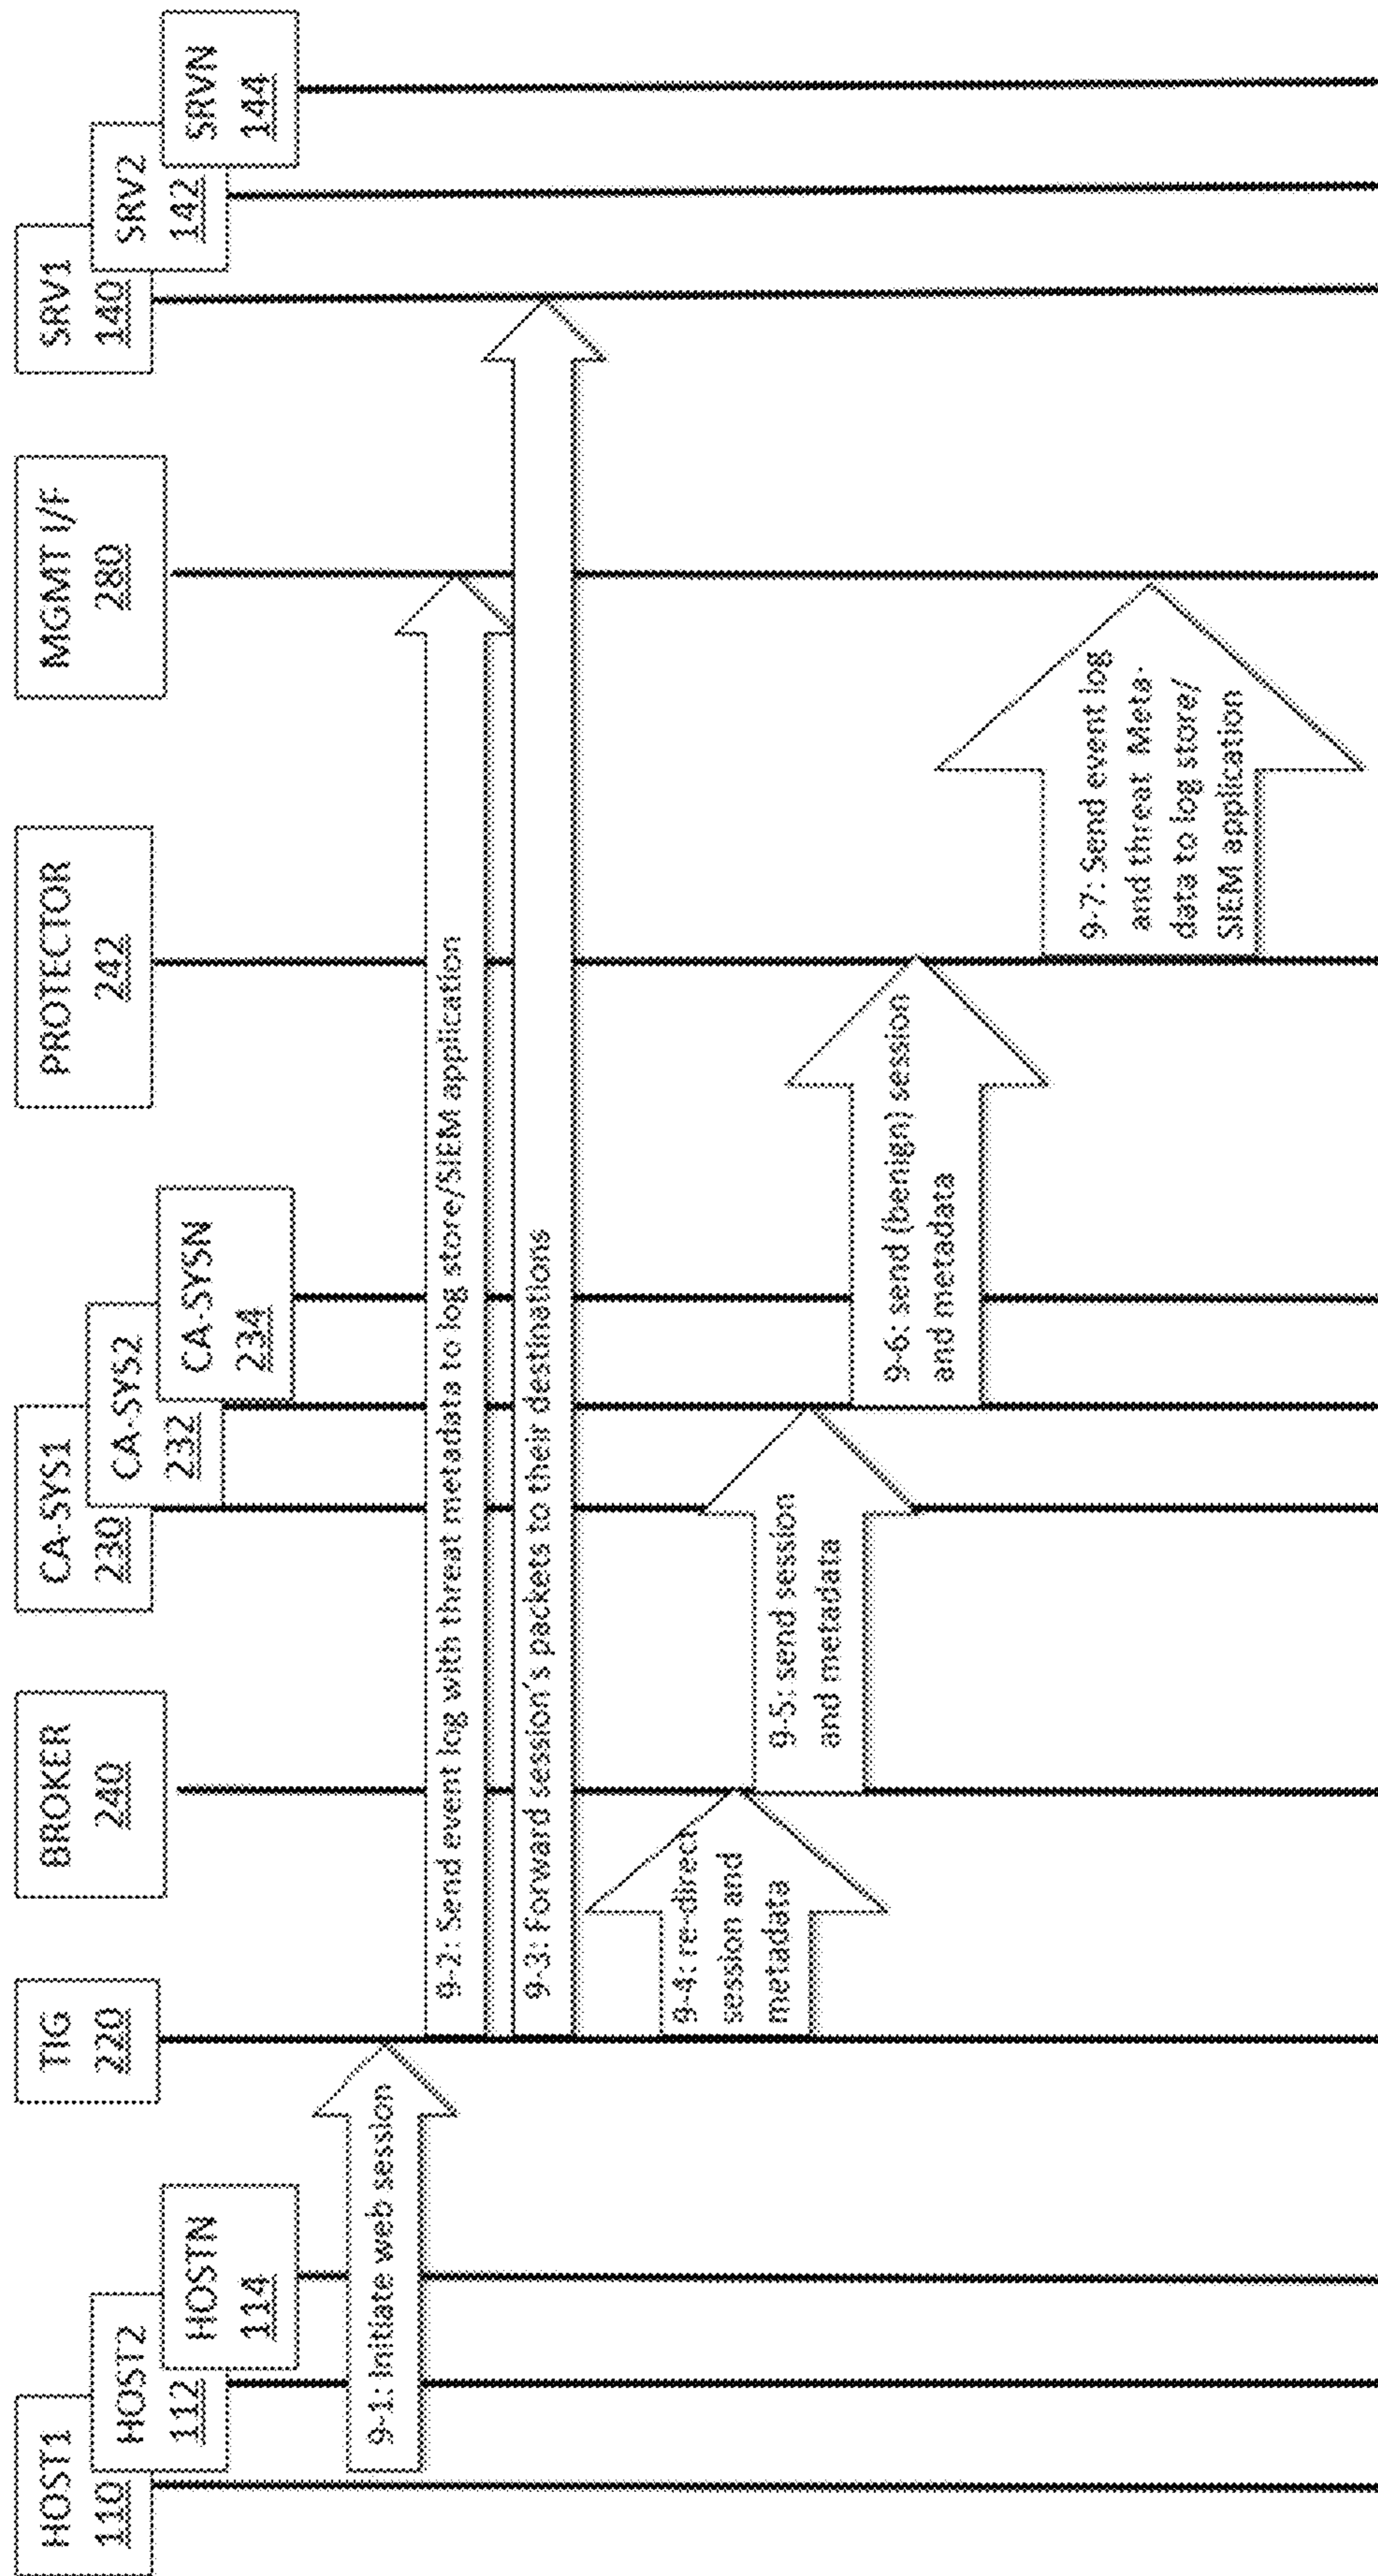 HOST1
110
HOST2
112
HOSTN
114
TIG
220
BROKER
240
CA-SYS1
230
CA-SYS2
232
CA-SYSN
234
PROTECTOR
242
MGMT I/F
280
SRV1
140
SRV2
142
SRVN
144
9-1: Initiate web session
9-2: Send event log with threat metadata to log store/SIEM application
9-3: Forward session's packets to their destinations
9-4: re-direct
session and
metadata
9-5: send session
and metadata
9-6: send (benign) session
and metadata
9-7: Send event log
and threat Meta-
data to log store/
SIEM application